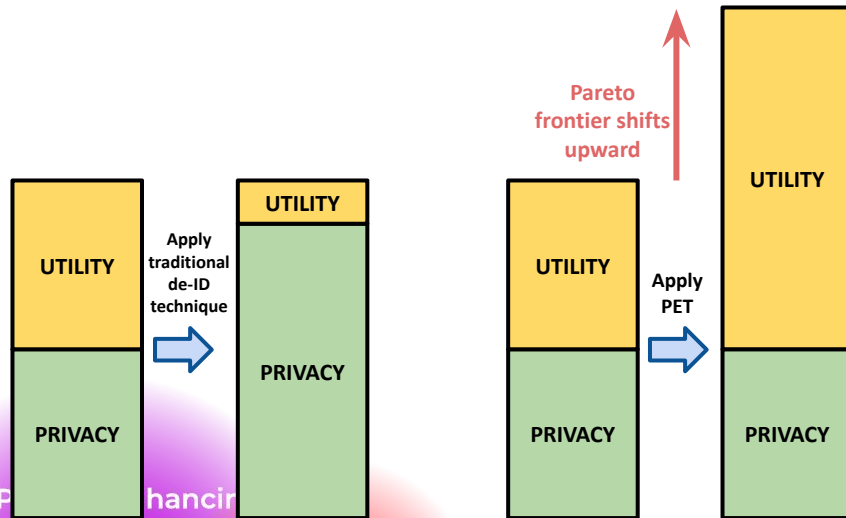 UTILITY
PRIVACY
Apply
traditional
de-ID
technique
UTILITY
PRIVACY
Pareto
frontier shifts
upward
UTILITY
PRIVACY
Apply
PET
UTILITY
PRIVACY